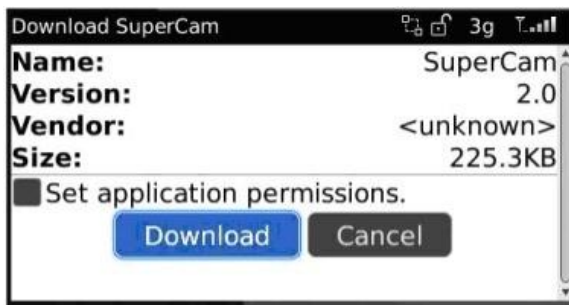 Download SuperCam 3g
Name: SuperCam
Version: 2.0
Vendor: <unknown>
Size: 225.3KB
Set application permissions.
Download Cancel